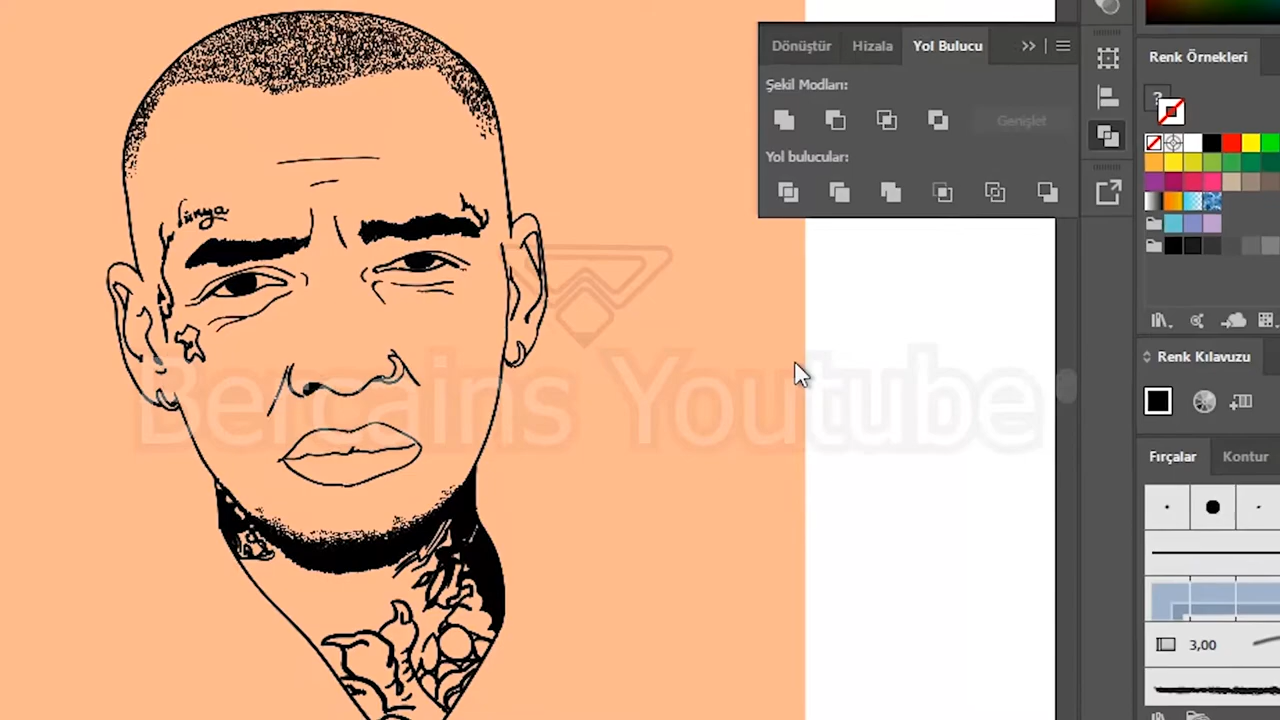 Dönüştür Hizala Yol Bulucu
Şekil Modları:
Genişlet
Yol bulucular:
Renk Örnekleri
?
Renk Kılavuzu
Fırçalar Kontur
3,00
Dünya
Bercains Youtube